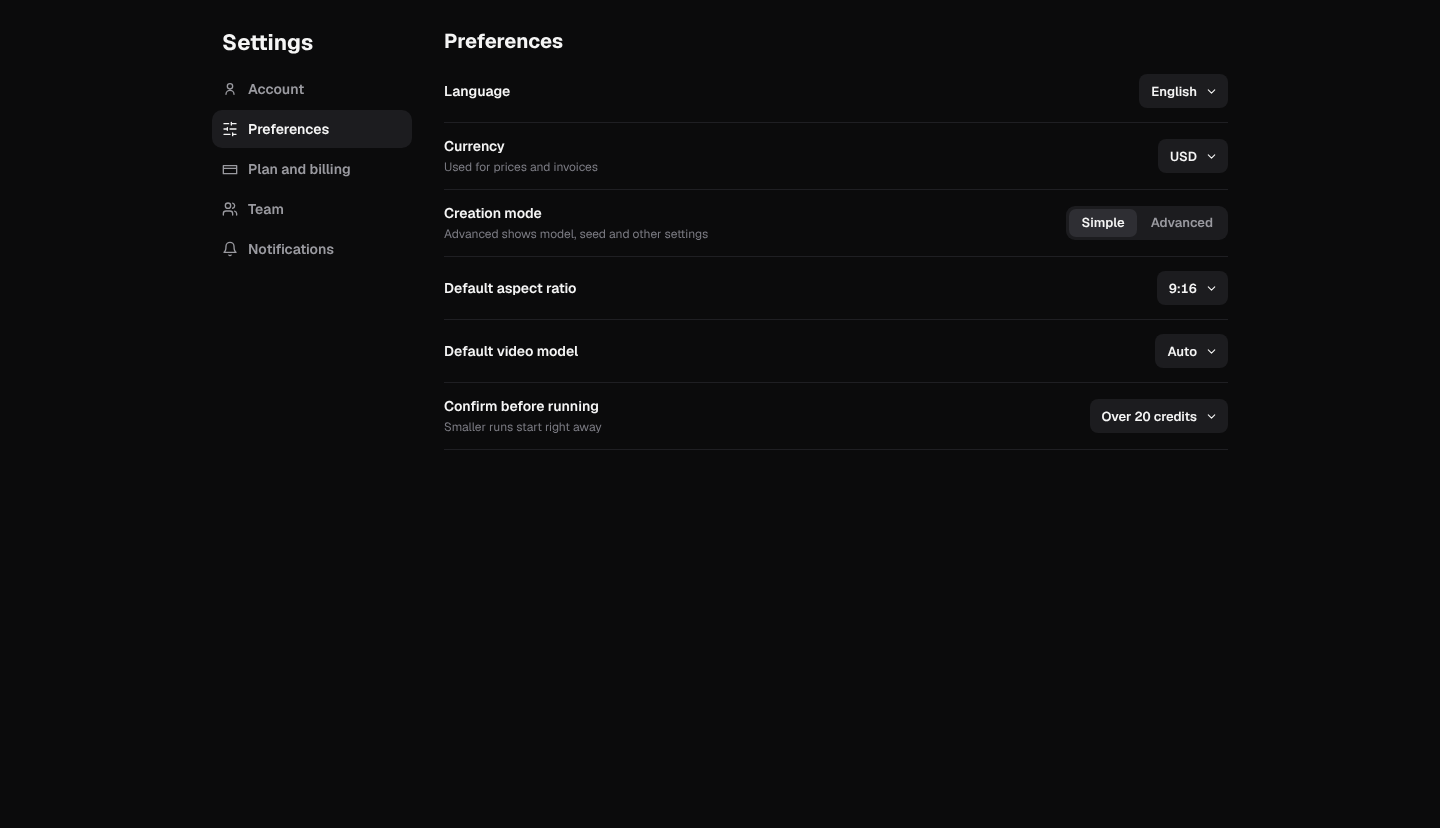 Settings
Account
Preferences
Plan and billing
Team
Notifications
Preferences
Language
English
Currency
Used for prices and invoices
USD
Creation mode
Advanced shows model, seed and other settings
Simple
Advanced
Default aspect ratio
9:16
Default video model
Auto
Confirm before running
Smaller runs start right away
Over 20 credits